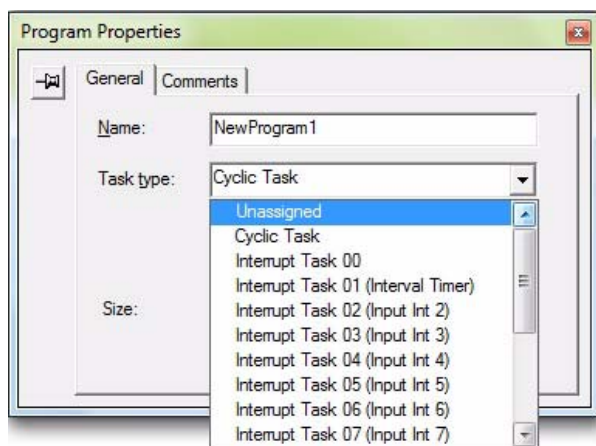 Program Properties
General
Comments
Name:
NewProgram1
Task type:
Cyclic Task
Unassigned
Cyclic Task
Interrupt Task 00
Interrupt Task 01 (Interval Timer)
Size:
Interrupt Task 02 (Input Int 2)
Interrupt Task 03 (Input Int 3)
Interrupt Task 04 (Input Int 4)
Interrupt Task 05 (Input Int 5)
Interrupt Task 06 (Input Int 6)
Interrupt Task 07 (Input Int 7)